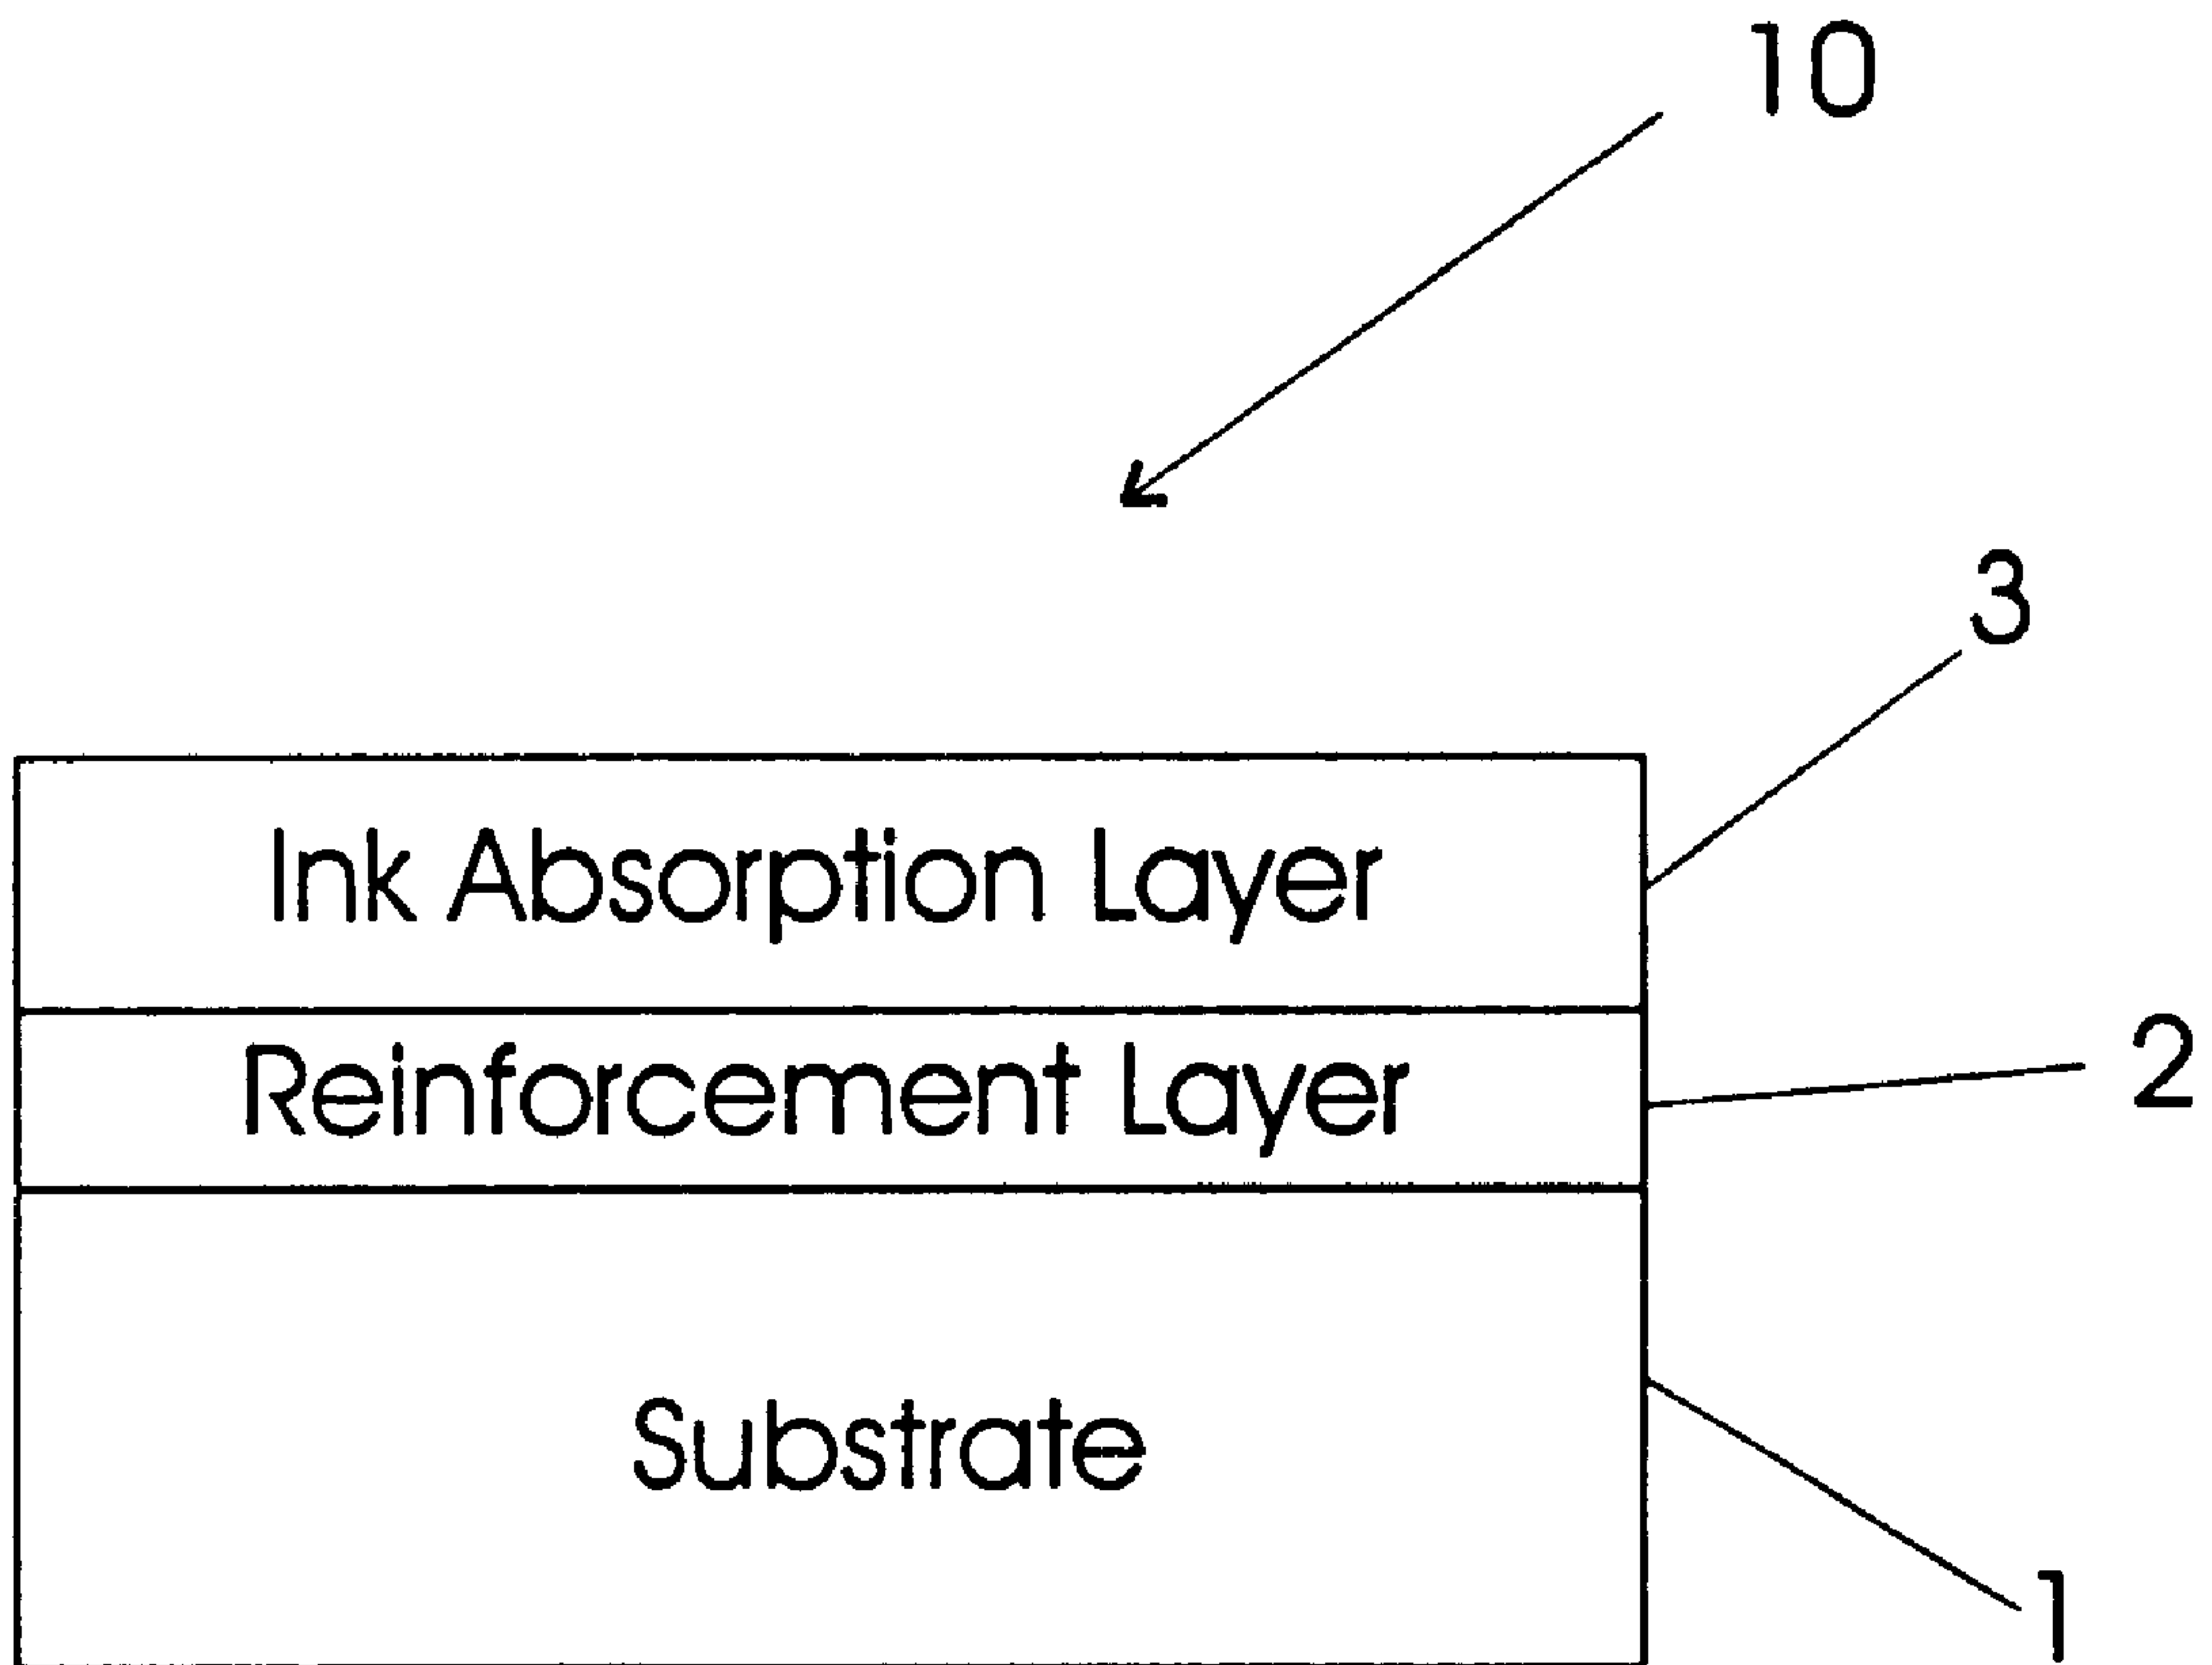 10
3
Ink Absorption Layer
Reinforcement Layer
2
Substrate
1